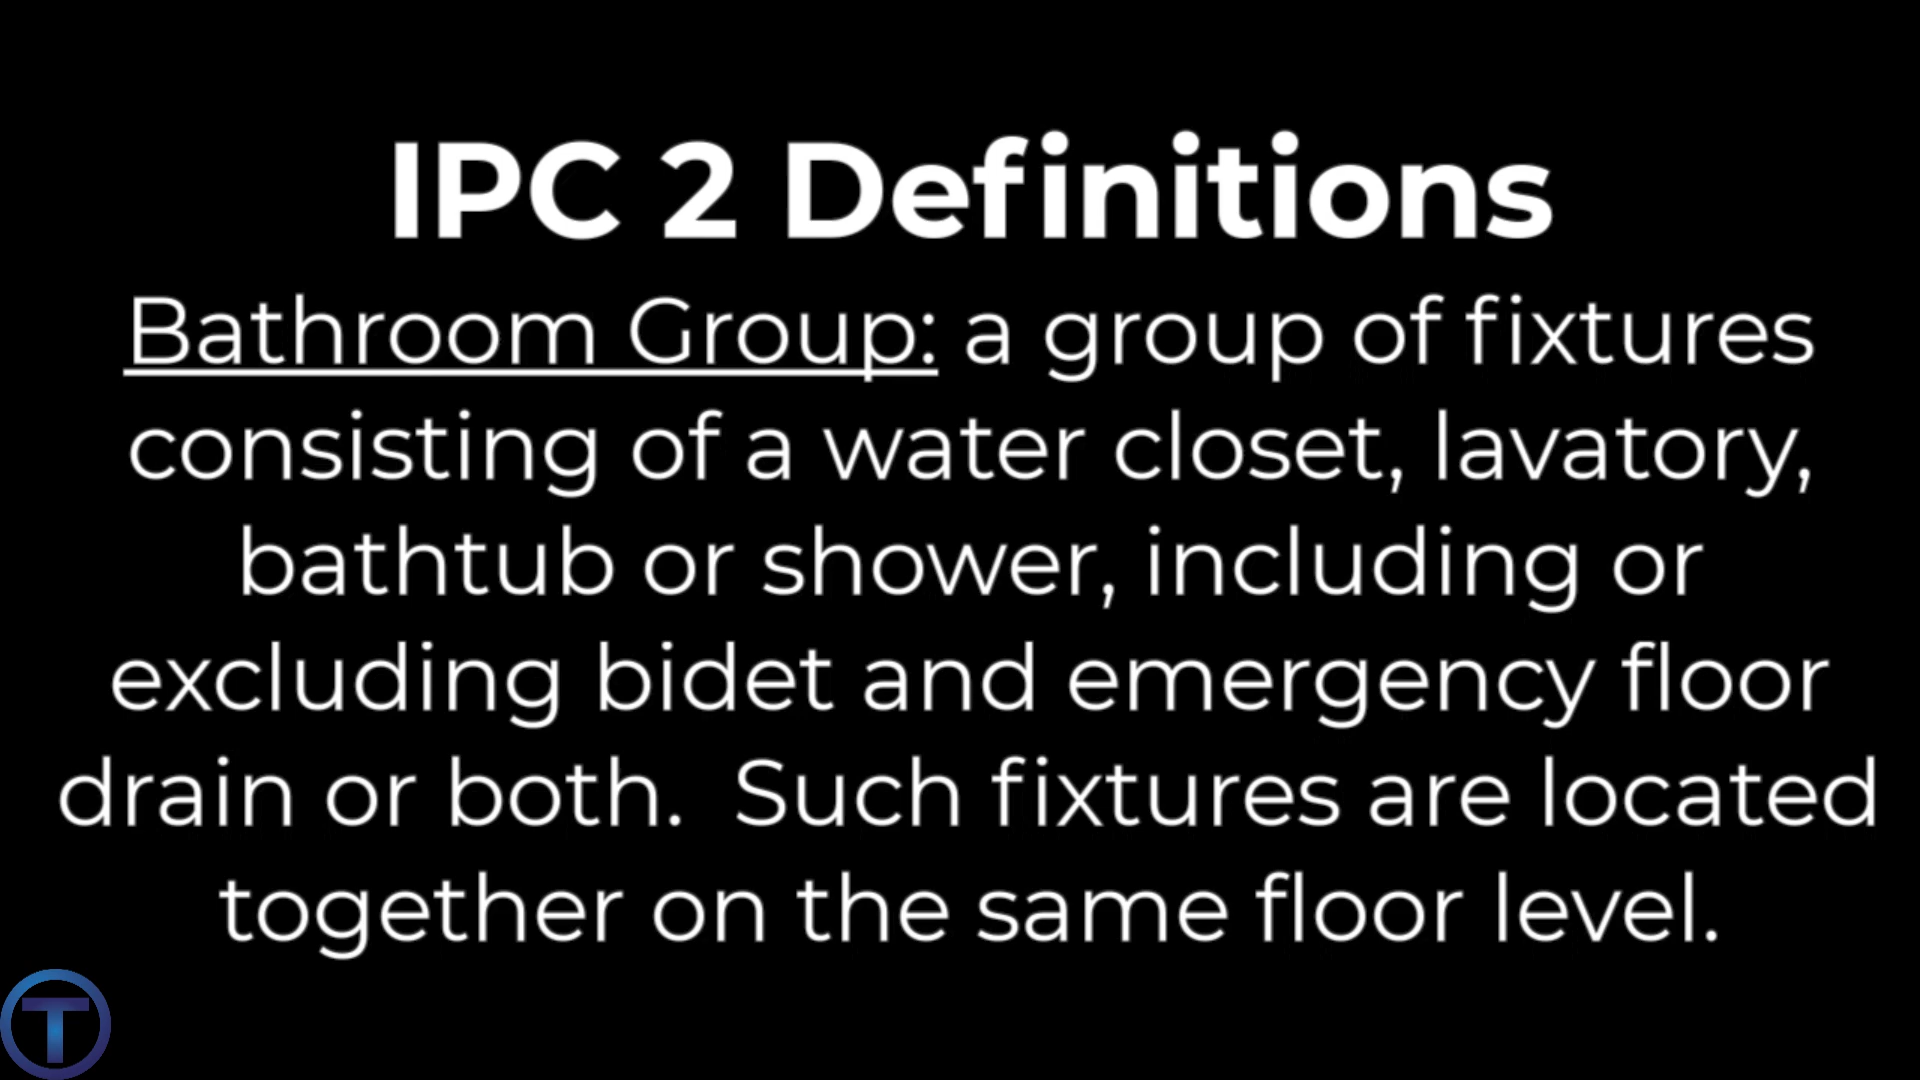 IPC 2 Definitions
Bathroom Group: a group of fixtures
consisting of a water closet, lavatory,
bathtub or shower, including or
excluding bidet and emergency floor
drain or both.  Such fixtures are located
together on the same floor level.
T